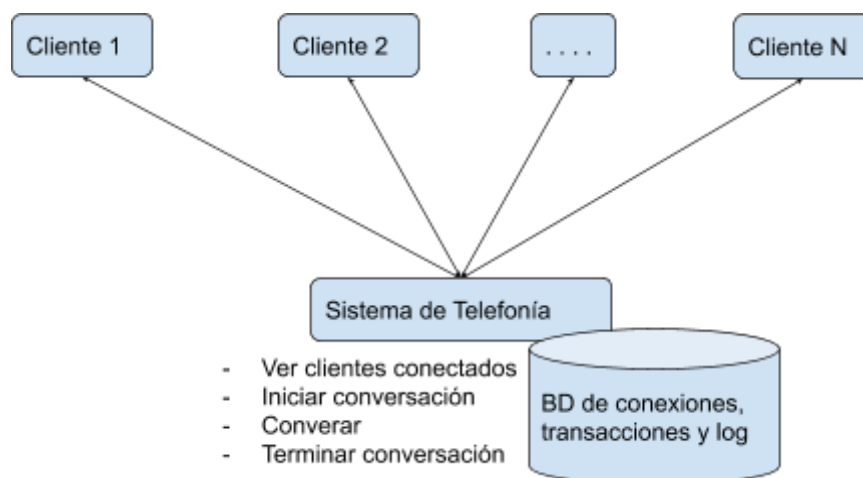 Cliente 1
Cliente 2
. . . .
Cliente N
Sistema de Telefonía
- Ver clientes conectados
- Iniciar conversación
- Converar
- Terminar conversación
BD de conexiones,
transacciones y log